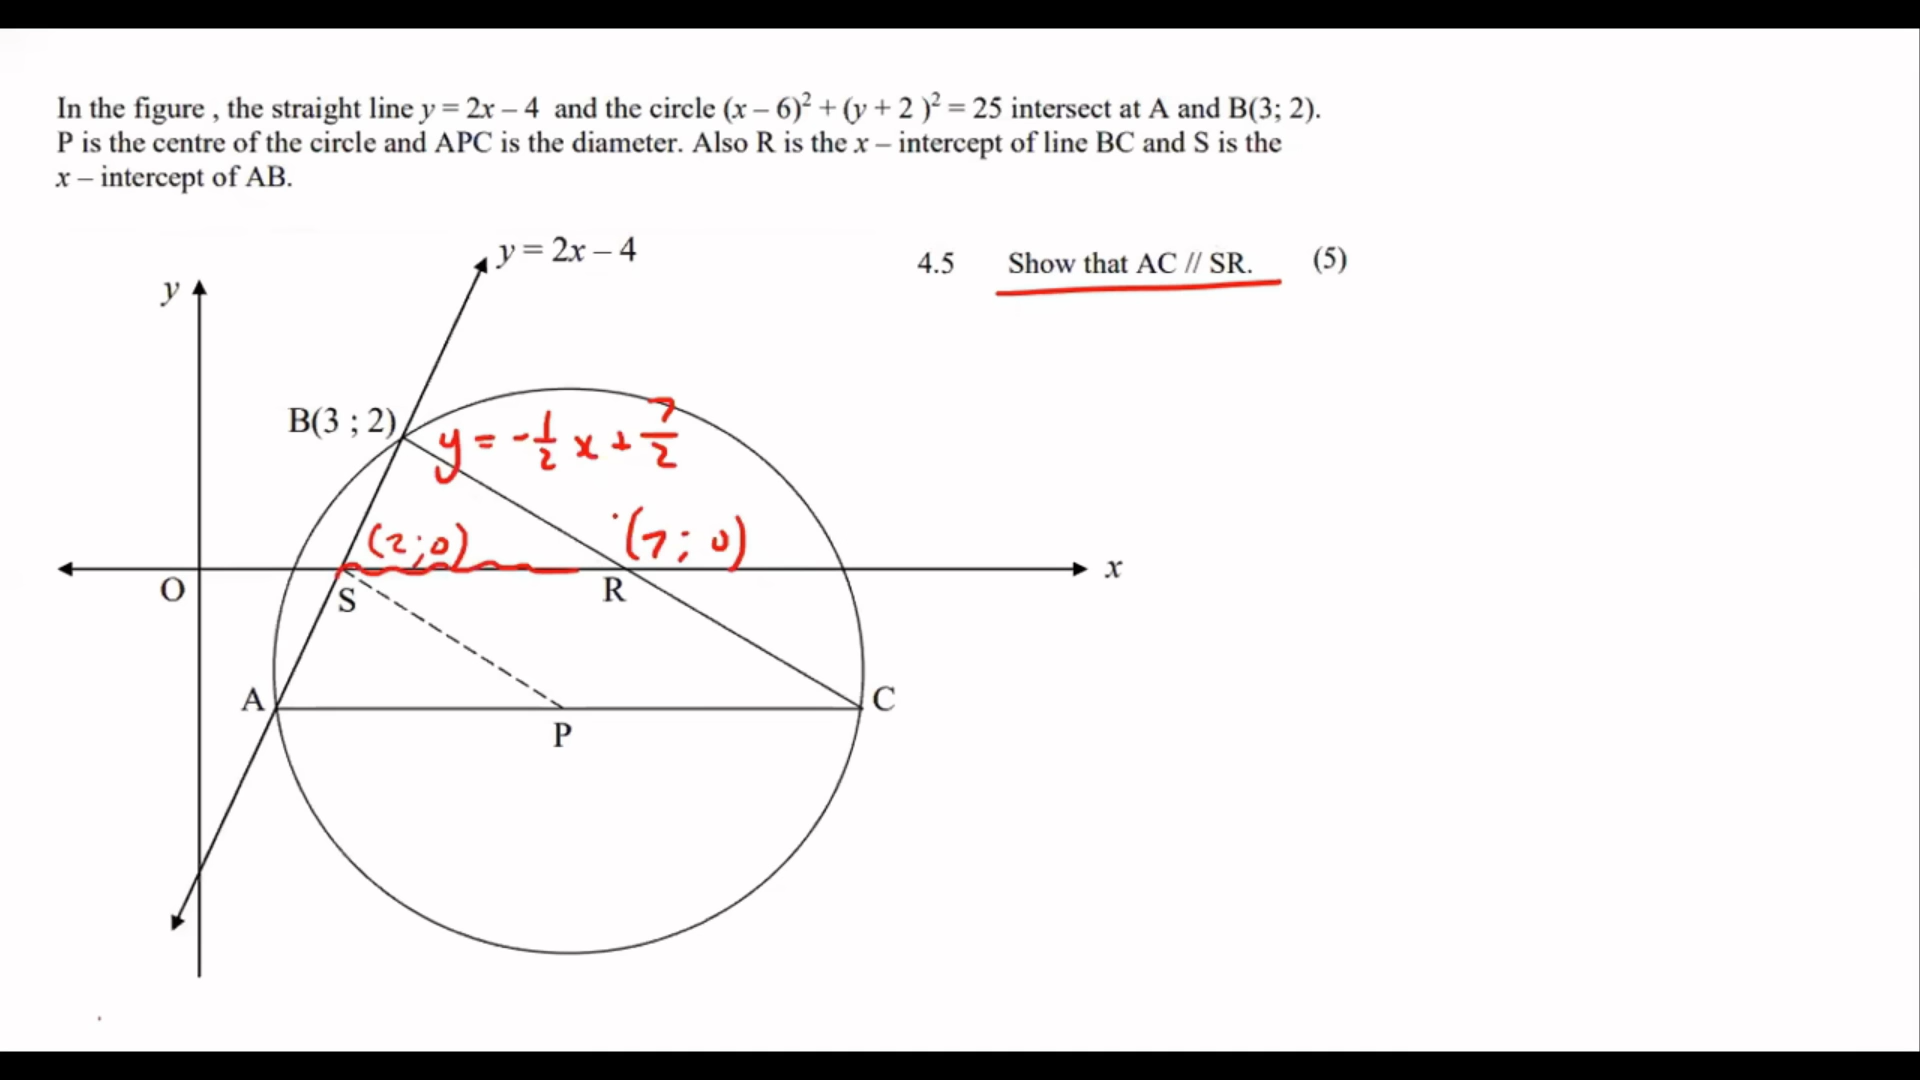 In the figure , the straight line y = 2x – 4 and the circle (x – 6)² + (y + 2 )² = 25 intersect at A and B(3; 2).
P is the centre of the circle and APC is the diameter. Also R is the x – intercept of line BC and S is the
x – intercept of AB.
y = 2x – 4
4.5 Show that AC // SR. (5)
y
B(3 ; 2)
y = -1/2 x + 7/2
(2;0)
(7; 0)
x
O
S
R
A
C
P